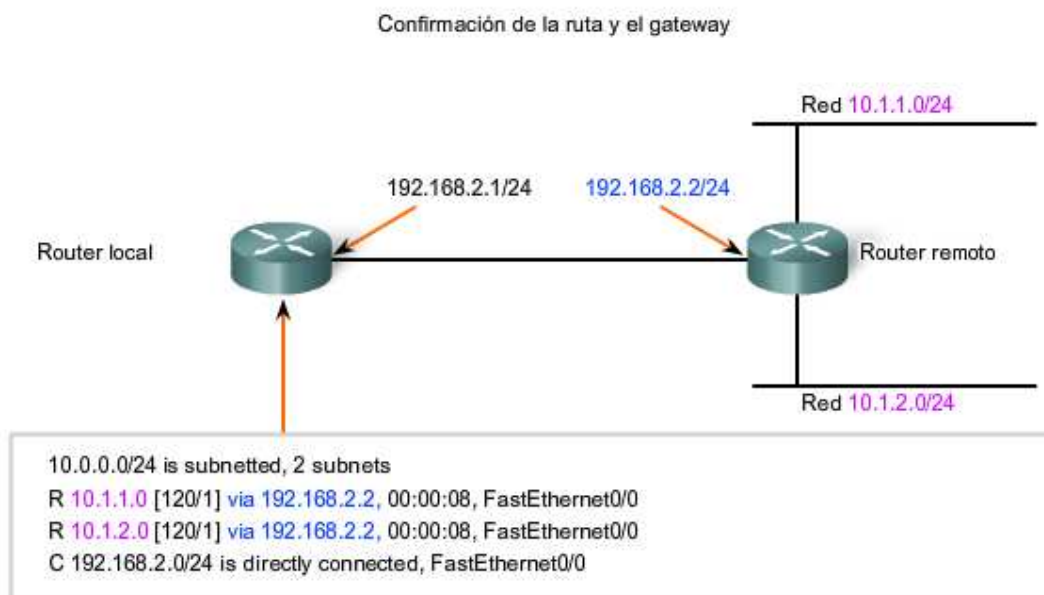 Confirmación de la ruta y el gateway
Red 10.1.1.0/24
192.168.2.1/24
192.168.2.2/24
Router local
Router remoto
Red 10.1.2.0/24
10.0.0.0/24 is subnetted, 2 subnets
R 10.1.1.0 [120/1] via 192.168.2.2, 00:00:08, FastEthernet0/0
R 10.1.2.0 [120/1] via 192.168.2.2, 00:00:08, FastEthernet0/0
C 192.168.2.0/24 is directly connected, FastEthernet0/0